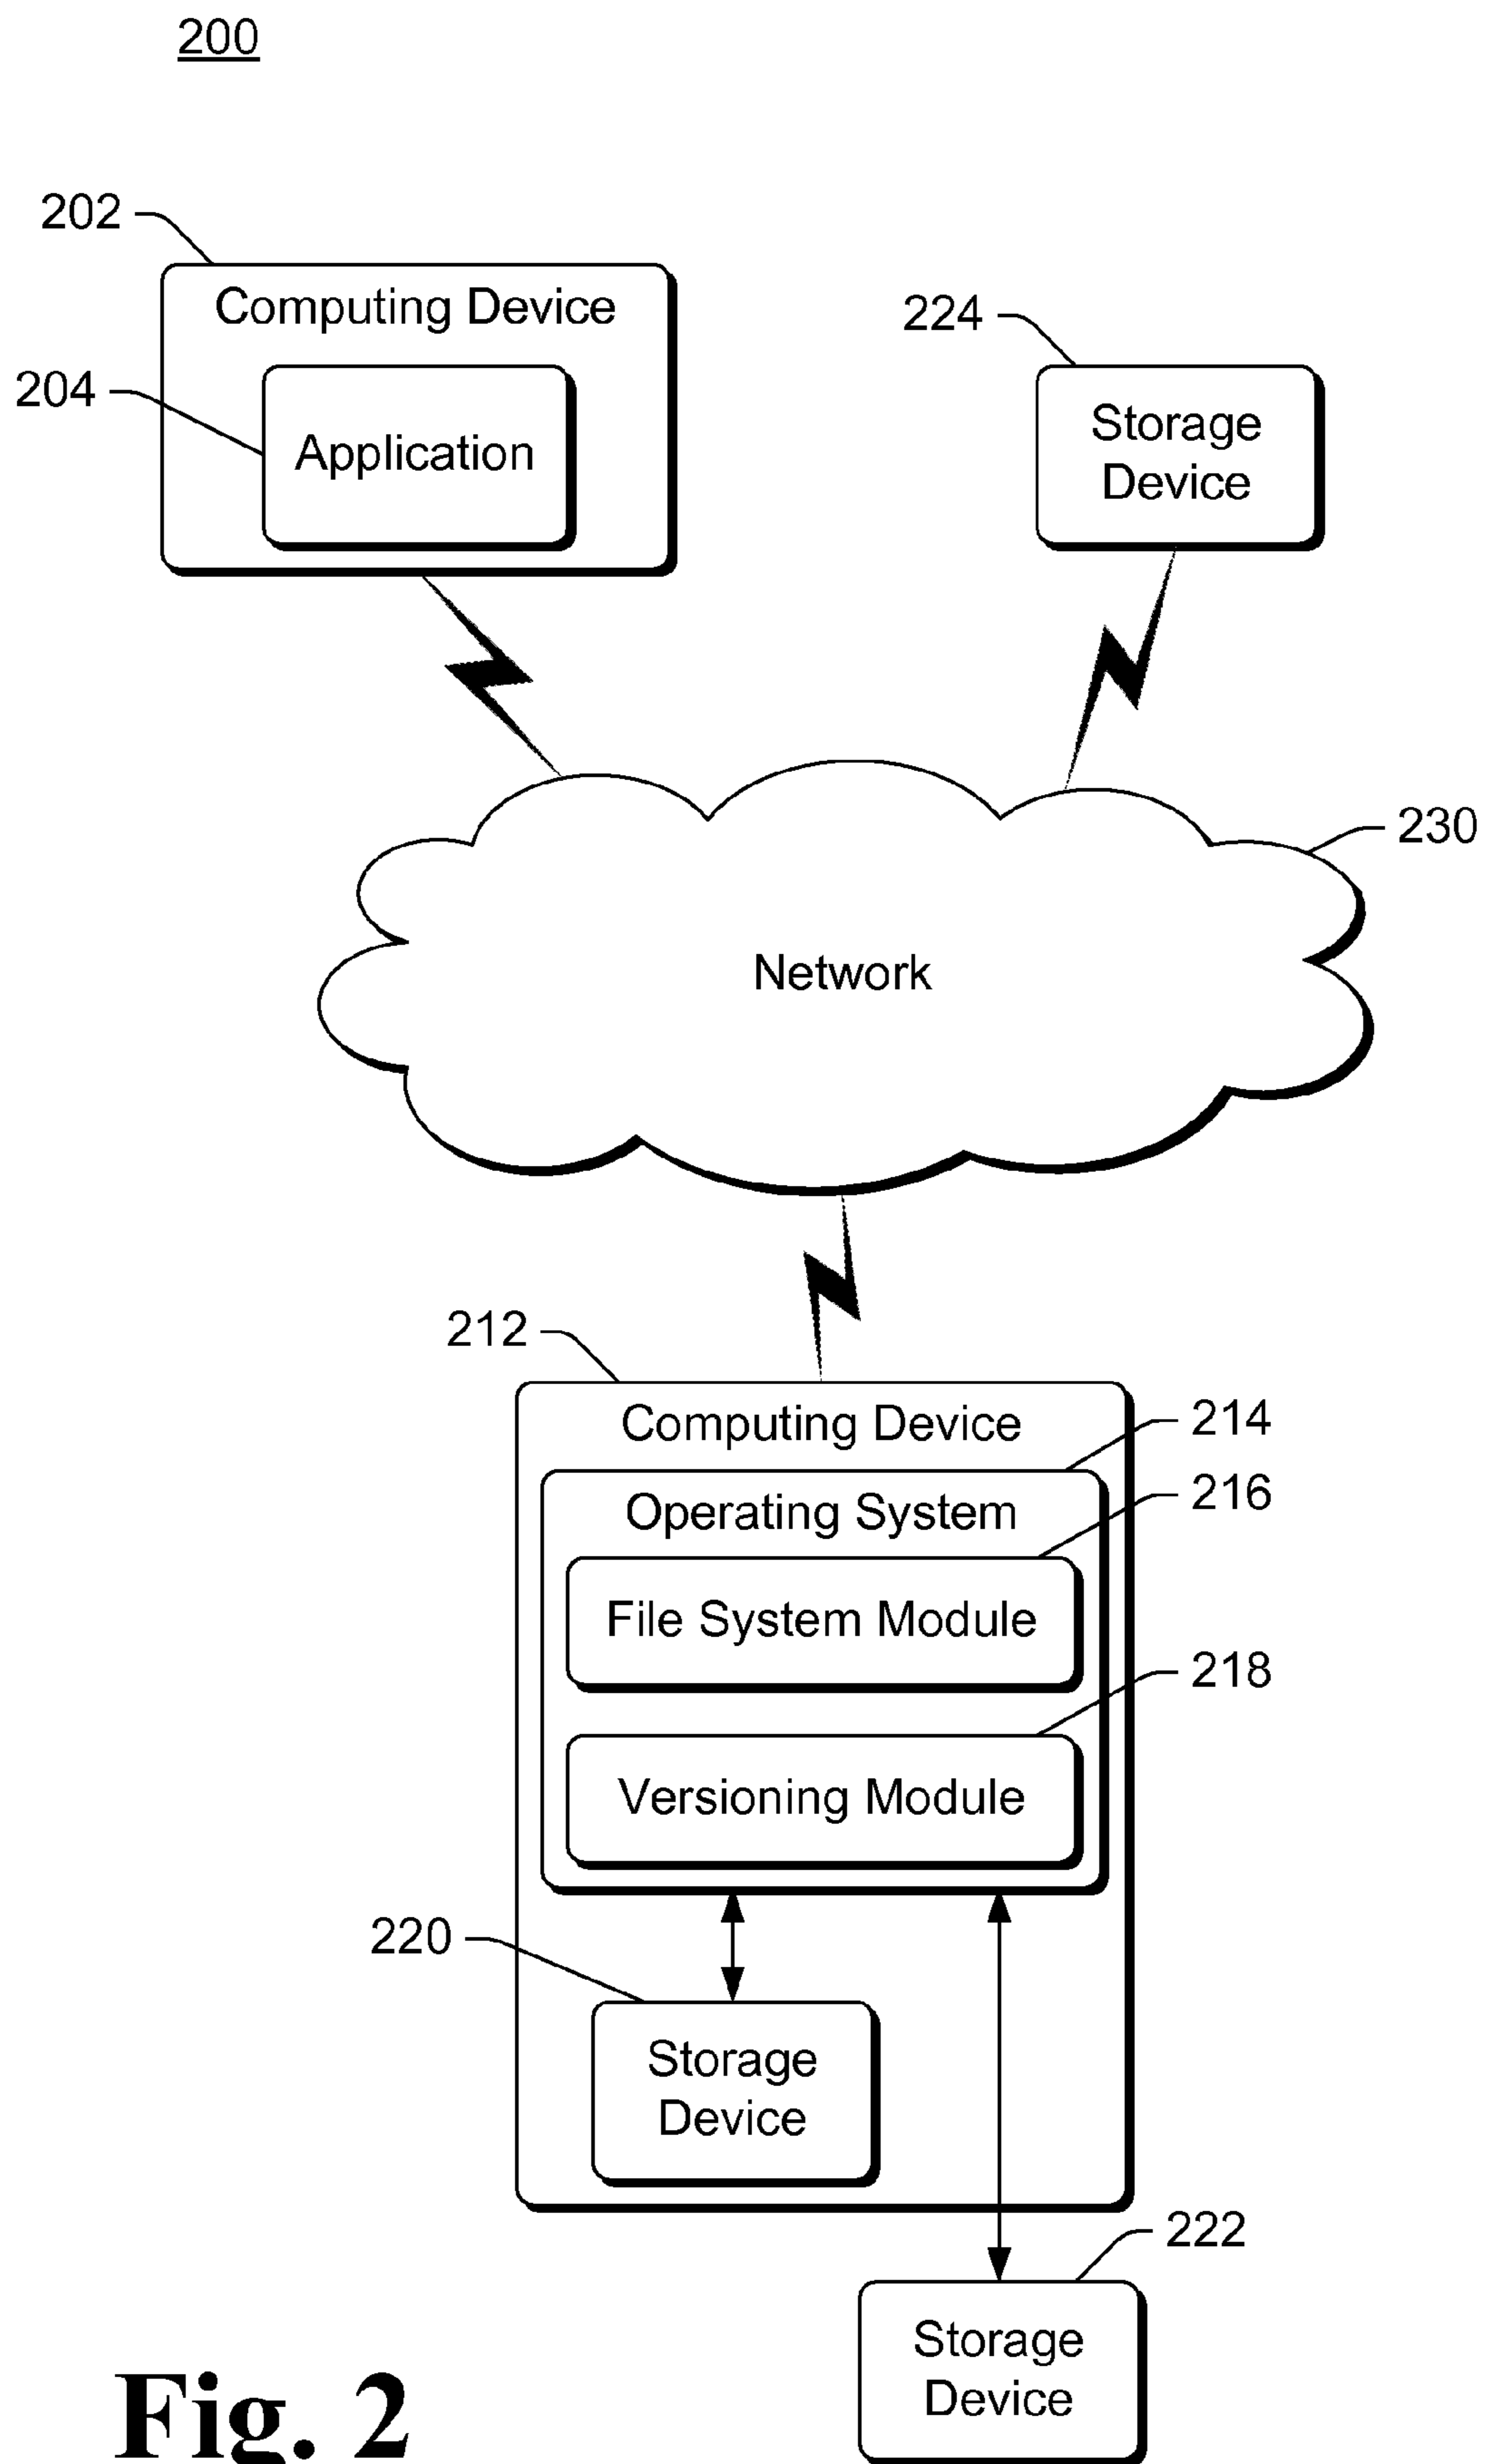 200
202
Computing Device
204
Application
224
Storage
Device
230
Network
212
Computing Device
214
Operating System
216
File System Module
218
Versioning Module
220
Storage
Device
222
Storage
Device
Fig. 2